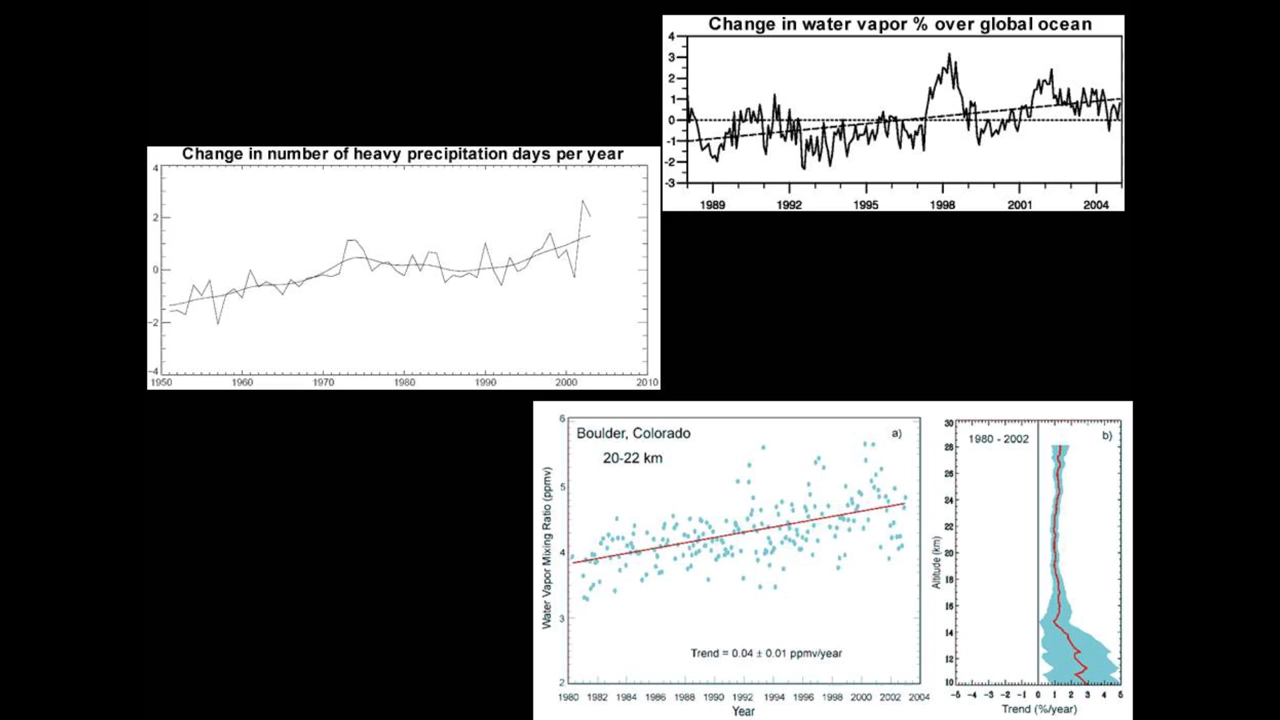 Change in water vapor % over global ocean
4
3
2
1
0
-1
-2
-3
1989 1992 1995 1998 2001 2004
Change in number of heavy precipitation days per year
4
2
0
-2
-4
1950 1960 1970 1980 1990 2000 2010
Boulder, Colorado a)
20-22 km
Water Vapor Mixing Ratio (ppmv)
6
5
4
3
2
Trend = 0.04 ± 0.01 ppmv/year
1980 1982 1984 1986 1988 1990 1992 1994 1996 1998 2000 2002 2004
Year
1980 - 2002 b)
Altitude (km)
30
28
26
24
22
20
18
16
14
12
10
-5 -4 -3 -2 -1 0 1 2 3 4 5
Trend (%/year)